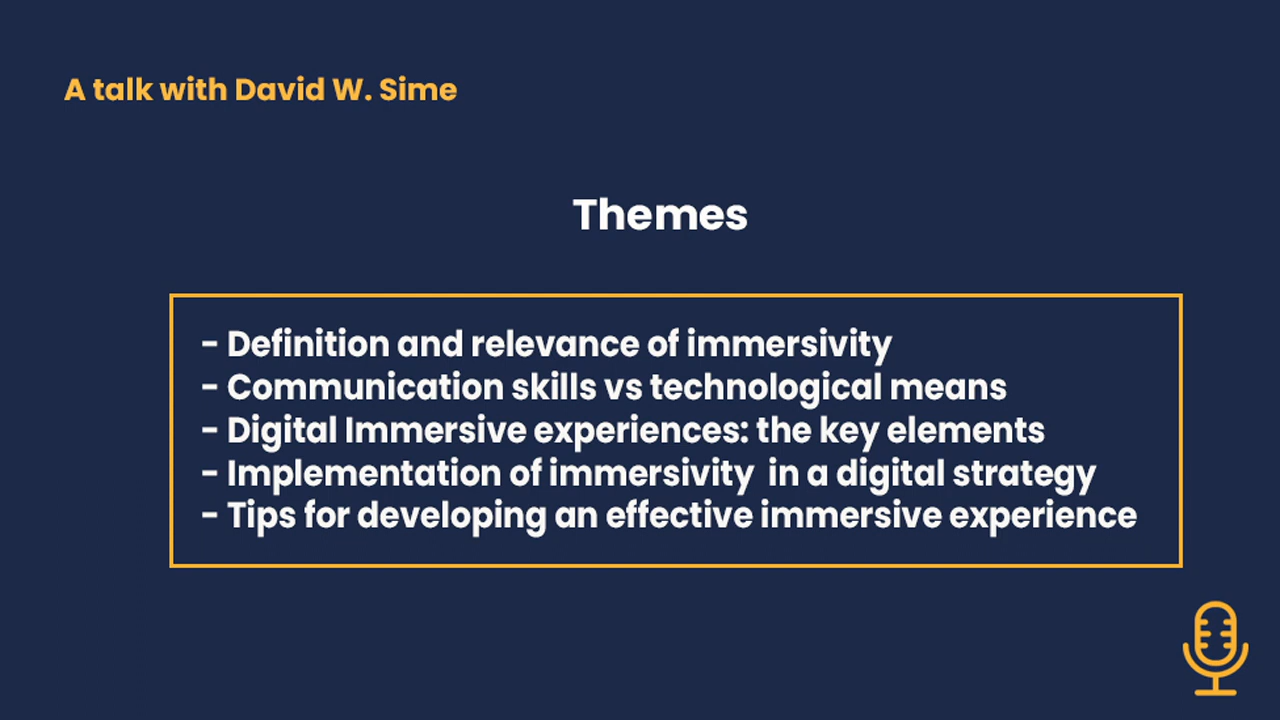 A talk with David W. Sime
Themes
- Definition and relevance of immersivity
- Communication skills vs technological means
- Digital Immersive experiences: the key elements
- Implementation of immersivity  in a digital strategy
- Tips for developing an effective immersive experience